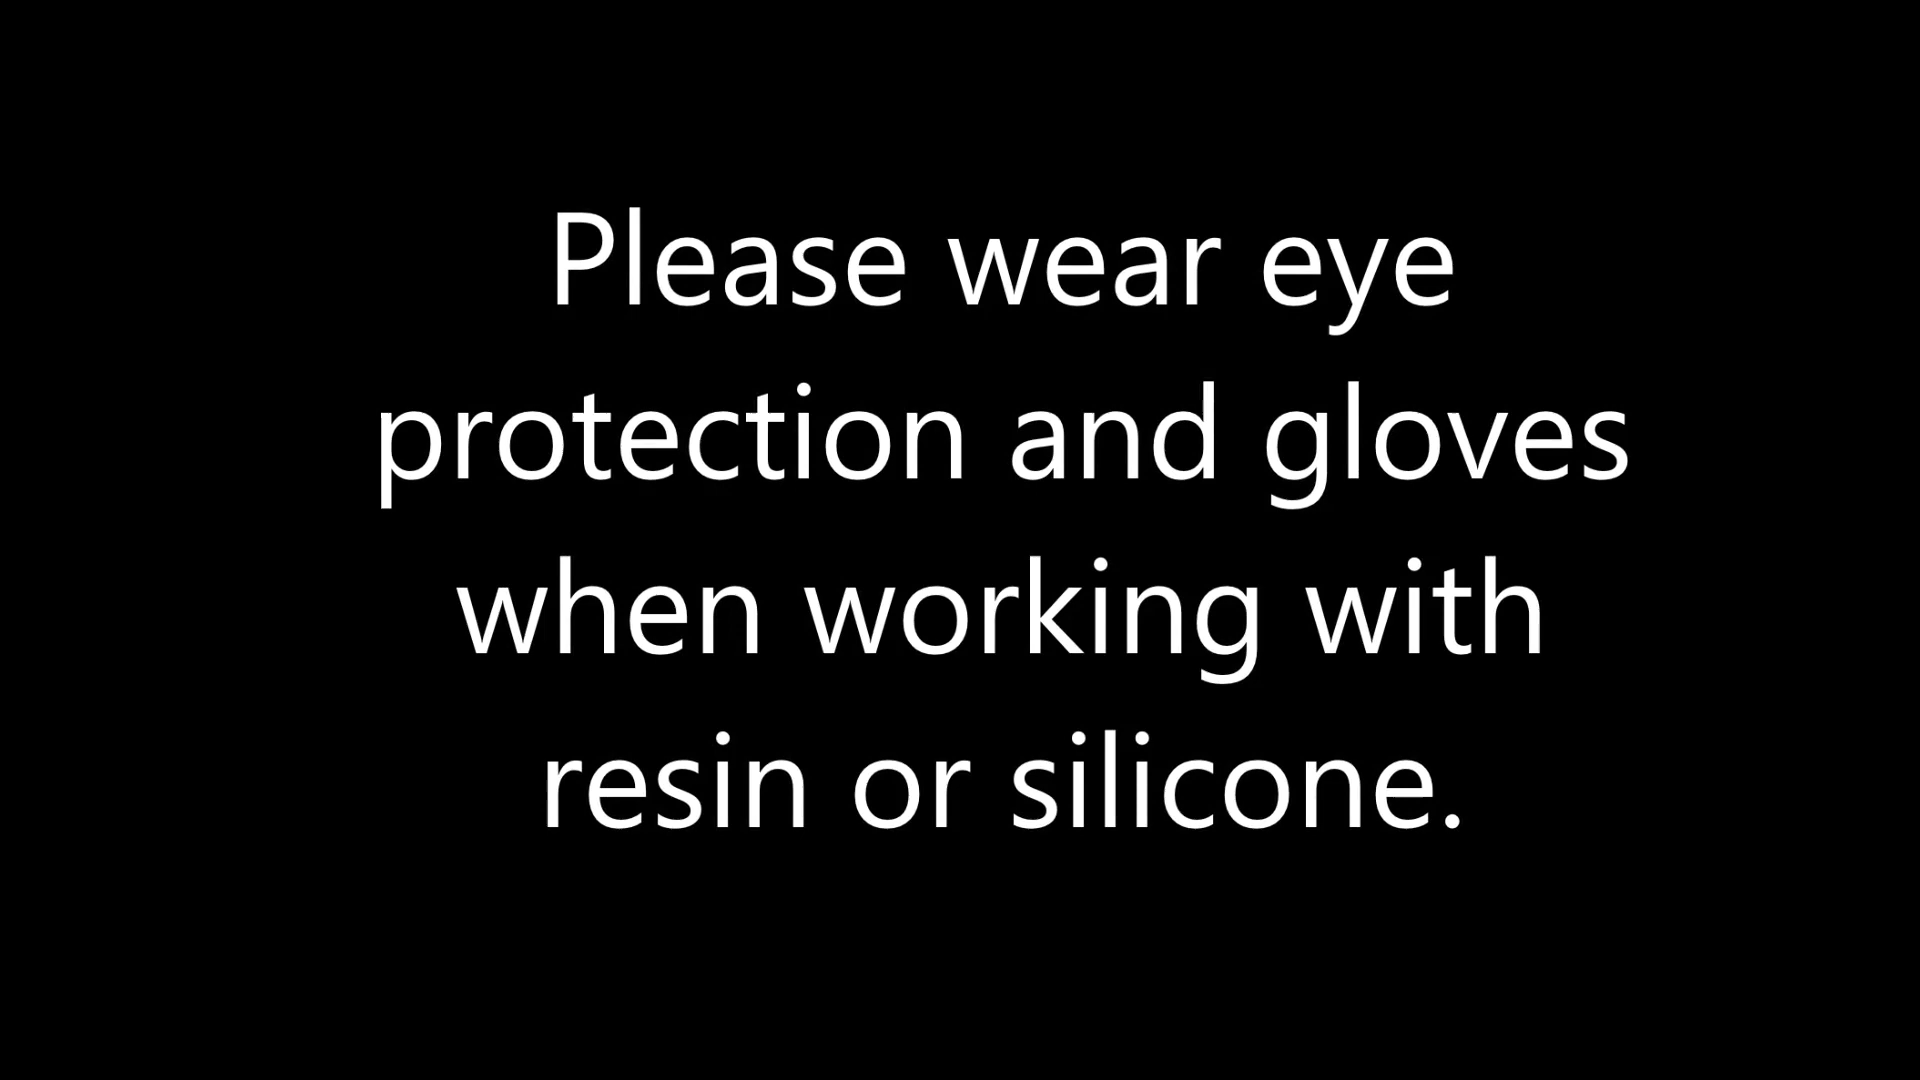 Please wear eye
protection and gloves
when working with
resin or silicone.